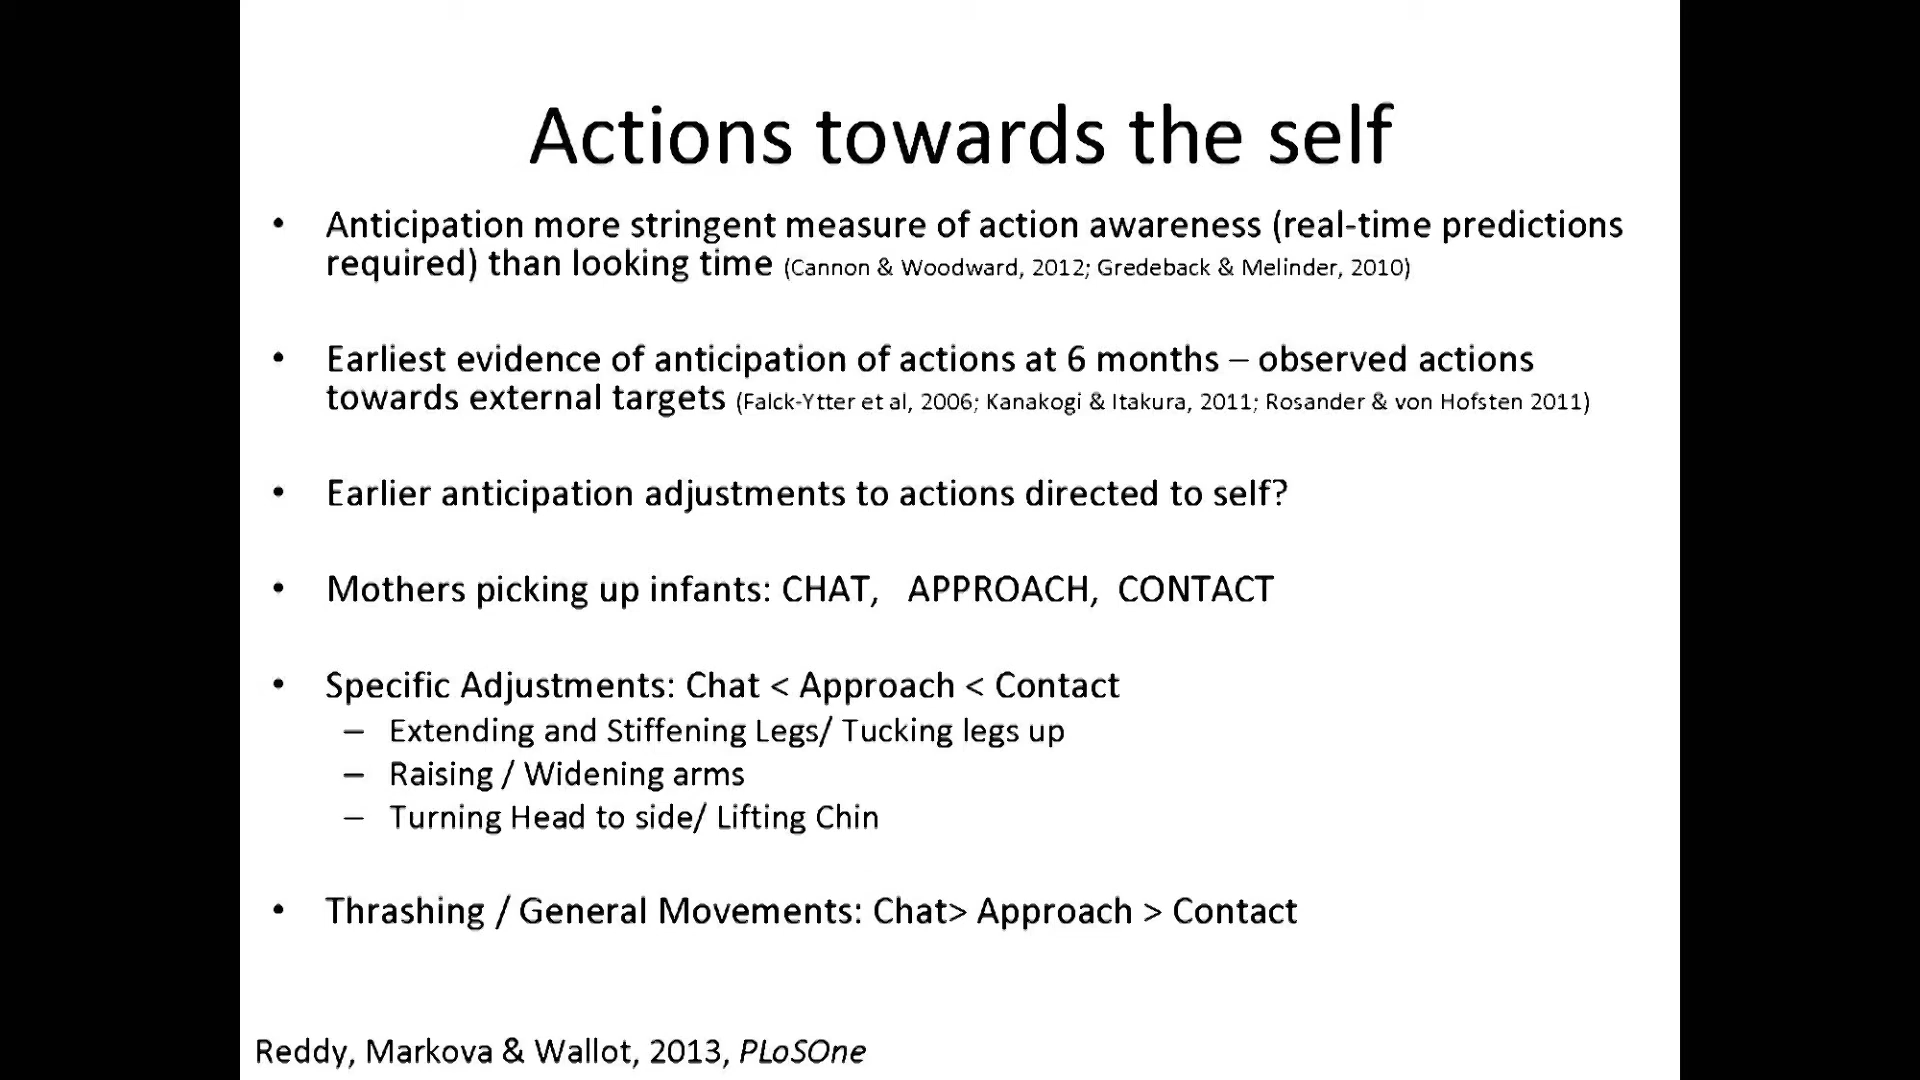 Actions towards the self
• Anticipation more stringent measure of action awareness (real-time predictions
required) than looking time (Cannon & Woodward, 2012; Gredeback & Melinder, 2010)
• Earliest evidence of anticipation of actions at 6 months – observed actions
towards external targets (Falck-Ytter et al, 2006; Kanakogi & Itakura, 2011; Rosander & von Hofsten 2011)
• Earlier anticipation adjustments to actions directed to self?
• Mothers picking up infants: CHAT, APPROACH, CONTACT
• Specific Adjustments: Chat < Approach < Contact
– Extending and Stiffening Legs/ Tucking legs up
– Raising / Widening arms
– Turning Head to side/ Lifting Chin
• Thrashing / General Movements: Chat> Approach > Contact
Reddy, Markova & Wallot, 2013, PLoSOne